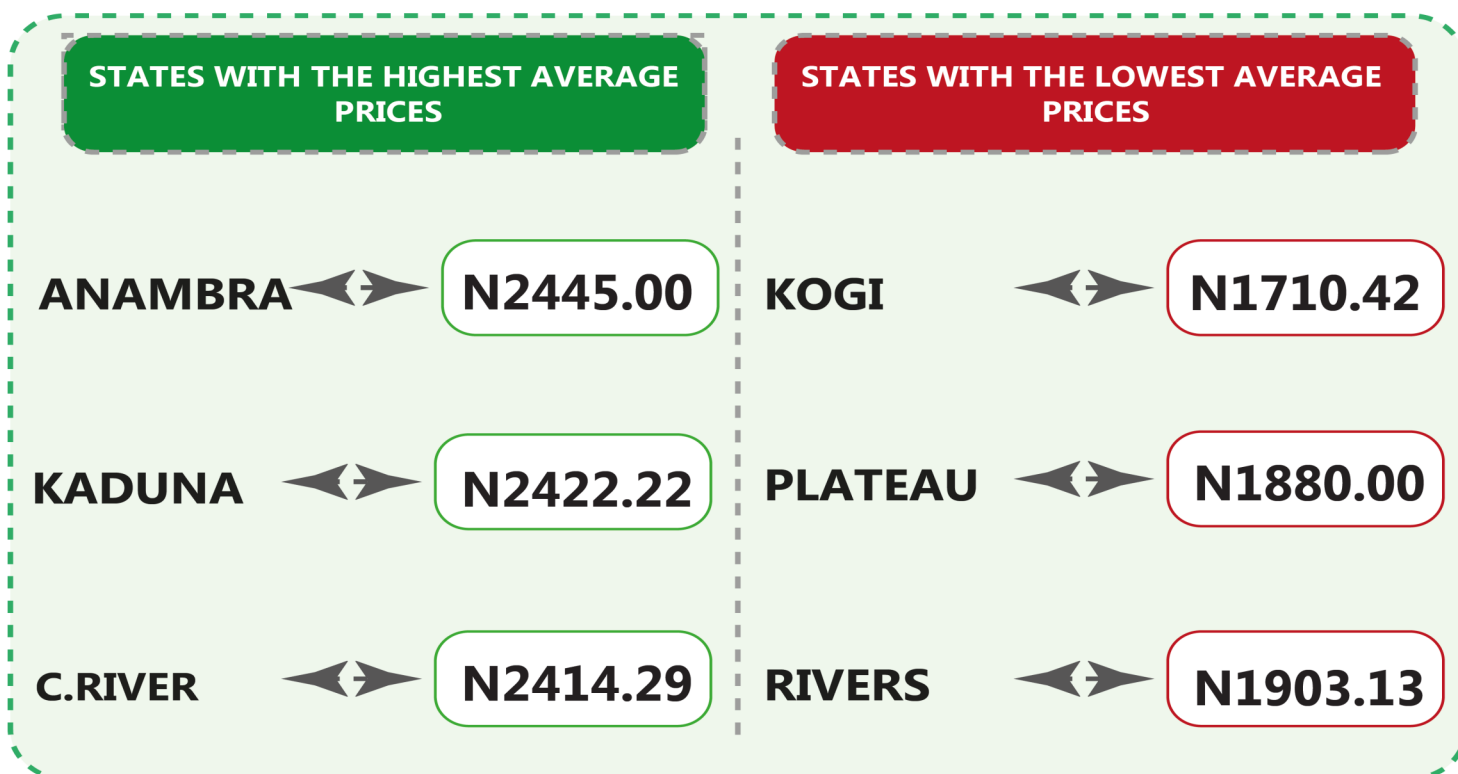 STATES WITH THE HIGHEST AVERAGE
PRICES
ANAMBRA N2445.00
KADUNA N2422.22
C.RIVER N2414.29
STATES WITH THE LOWEST AVERAGE
PRICES
KOGI N1710.42
PLATEAU N1880.00
RIVERS N1903.13